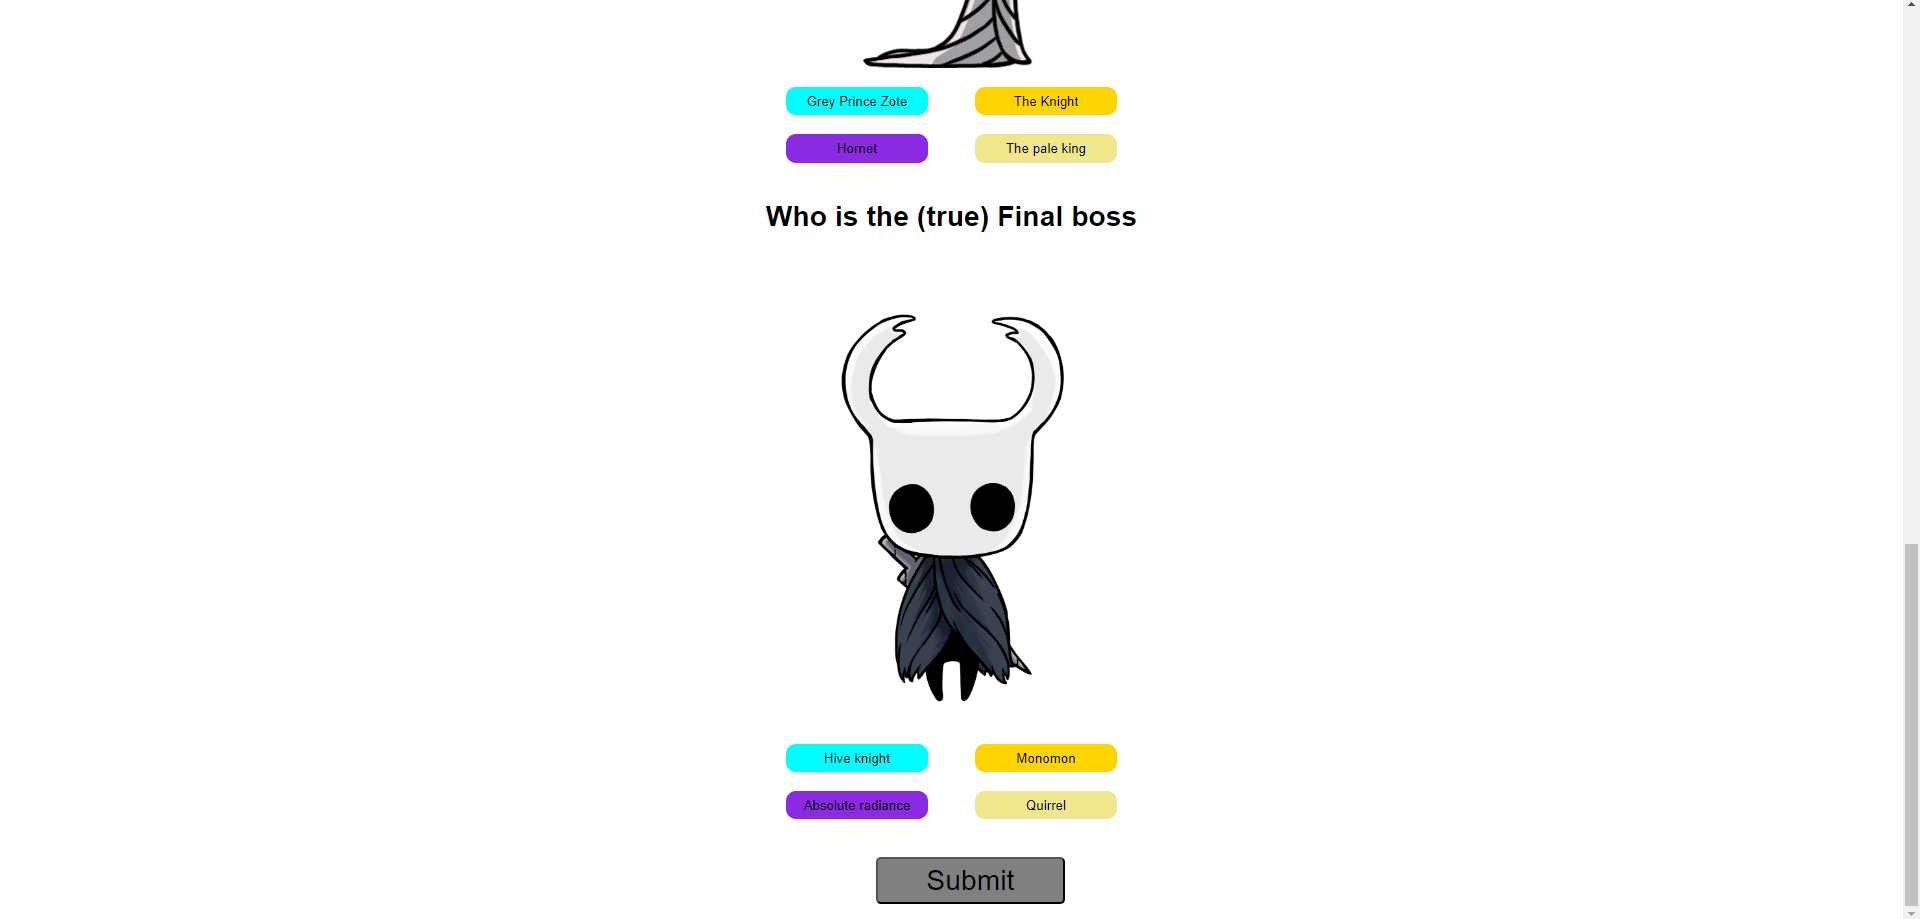 Grey Prince Zote
The Knight
Hornet
The pale king
Who is the (true) Final boss
Hive knight
Monomon
Absolute radiance
Quirrel
Submit